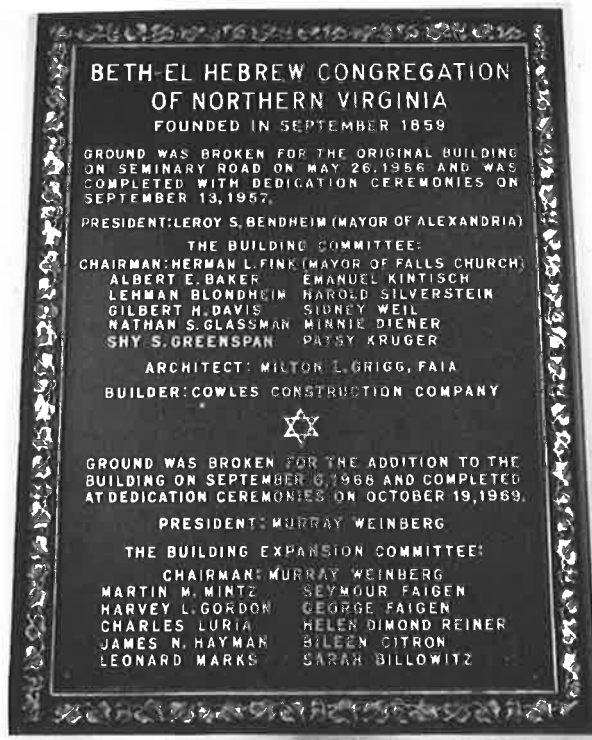 BETH-EL HEBREW CONGREGATION
OF NORTHERN VIRGINIA
FOUNDED IN SEPTEMBER 1859
GROUND WAS BROKEN FOR THE ORIGINAL BUILDING
ON SEMINARY ROAD ON MAY 26, 1956 AND WAS
COMPLETED WITH DEDICATION CEREMONIES ON
SEPTEMBER 13, 1957.
PRESIDENT: LEROY S. BENDHEIM (MAYOR OF ALEXANDRIA)
THE BUILDING COMMITTEE:
CHAIRMAN: HERMAN L. FINK (MAYOR OF FALLS CHURCH)
ALBERT E. BAKER EMANUEL KINTISCH
LEHMAN BLONDHEIM HAROLD SILVERSTEIN
GILBERT H. DAVIS SIDNEY WEIL
NATHAN S. GLASSMAN MINNIE DIENER
SHY S. GREENSPAN PATSY KRUGER
ARCHITECT: MILTON L. GRIGG, FAIA
BUILDER: COWLES CONSTRUCTION COMPANY
GROUND WAS BROKEN FOR THE ADDITION TO THE
BUILDING ON SEPTEMBER 6, 1968 AND COMPLETED
AT DEDICATION CEREMONIES ON OCTOBER 19, 1969.
PRESIDENT: MURRAY WEINBERG
THE BUILDING EXPANSION COMMITTEE:
CHAIRMAN: MURRAY WEINBERG
MARTIN M. MINTZ SEYMOUR FAIGEN
HARVEY L. GORDON GEORGE FAIGEN
CHARLES LURIA HELEN DIMOND REINER
JAMES N. HAYMAN EILEEN CITRON
LEONARD MARKS SARAH BILLOWITZ